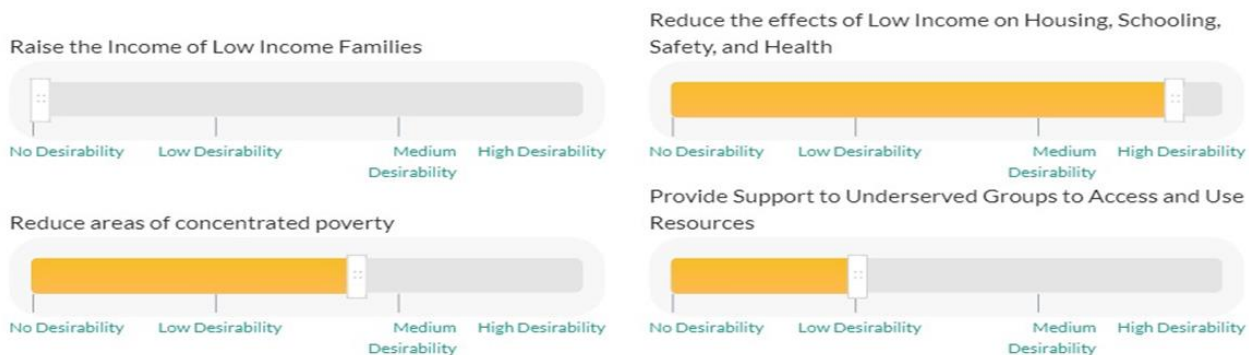 Raise the Income of Low Income Families
No Desirability Low Desirability Medium Desirability High Desirability
Reduce the effects of Low Income on Housing, Schooling,
Safety, and Health
No Desirability Low Desirability Medium Desirability High Desirability
Reduce areas of concentrated poverty
No Desirability Low Desirability Medium Desirability High Desirability
Provide Support to Underserved Groups to Access and Use
Resources
No Desirability Low Desirability Medium Desirability High Desirability